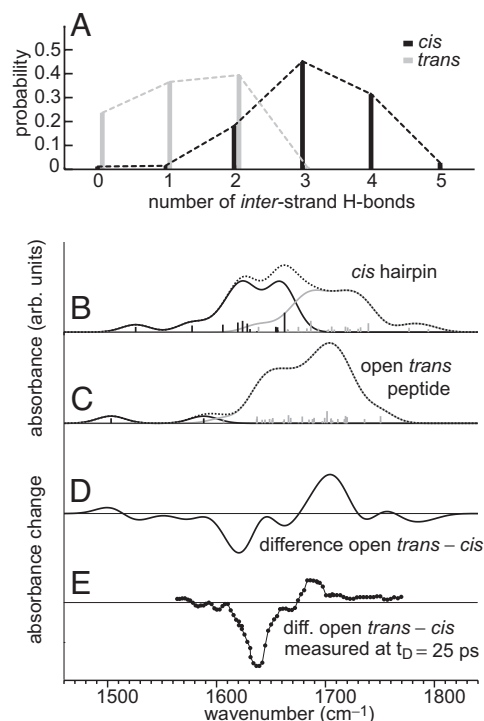 A
cis
trans
probability
0.5
0.4
0.3
0.2
0.1
0
0 1 2 3 4 5
number of inter-strand H-bonds
B
cis hairpin
absorbance (arb. units)
C
open trans
peptide
D
difference open trans – cis
absorbance change
E
diff. open trans – cis
measured at tD = 25 ps
1500 1600 1700 1800
wavenumber (cm–1)